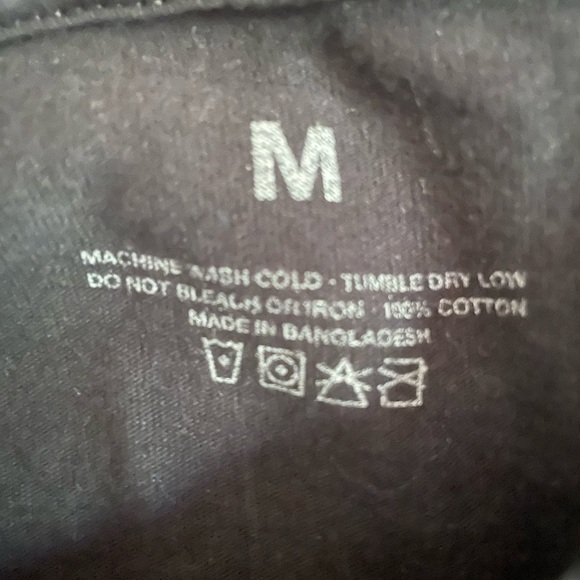 M
MACHINE WASH COLD · TUMBLE DRY LOW
DO NOT BLEACH OR IRON · 100% COTTON
MADE IN BANGLADESH